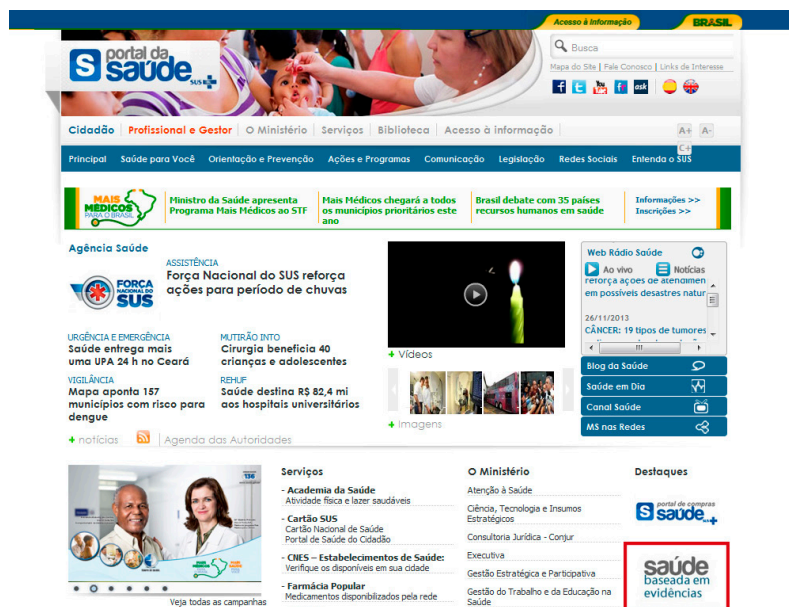 Acesso à Informação
BRASIL
portal da
saúde
SUS
Busca
Mapa do Site | Fale Conosco | Links de Interesse
You
ask
Cidadão
Profissional e Gestor
O Ministério
Serviços
Biblioteca
Acesso à informação
A+
A-
C+
Principal
Saúde para Você
Orientação e Prevenção
Ações e Programas
Comunicação
Legislação
Redes Sociais
Entenda o SUS
MAIS
MÉDICOS
PARA O BRASIL
Ministro da Saúde apresenta
Programa Mais Médicos ao STF
Mais Médicos chegará a todos
os municípios prioritários este
ano
Brasil debate com 35 países
recursos humanos em saúde
Informações >>
Inscrições >>
Agência Saúde
FORÇA
NACIONAL DO
SUS
ASSISTÊNCIA
Força Nacional do SUS reforça
ações para período de chuvas
URGÊNCIA E EMERGÊNCIA
Saúde entrega mais
uma UPA 24 h no Ceará
MUTIRÃO INTO
Cirurgia beneficia 40
crianças e adolescentes
VIGILÂNCIA
Mapa aponta 157
municípios com risco para
dengue
REHUF
Saúde destina R$ 82,4 mi
aos hospitais universitários
+ notícias
Agenda das Autoridades
+ Vídeos
+ Imagens
Web Rádio Saúde
Ao vivo
Notícias
reforça ações de atendimen
em possíveis desastres natur
26/11/2013
CÂNCER: 19 tipos de tumores
Blog da Saúde
Saúde em Dia
Canal Saúde
MS nas Redes
136
Veja todas as campanhas
Serviços
- Academia da Saúde
Atividade física e lazer saudáveis
- Cartão SUS
Cartão Nacional de Saúde
Portal de Saúde do Cidadão
- CNES – Estabelecimentos de Saúde:
Verifique os disponíveis em sua cidade
- Farmácia Popular
Medicamentos disponibilizados pela rede
O Ministério
Atenção à Saúde
Ciência, Tecnologia e Insumos
Estratégicos
Consultoria Jurídica - Conjur
Executiva
Gestão Estratégica e Participativa
Gestão do Trabalho e da Educação na
Saúde
Destaques
portal de compras
saúde
saúde
baseada em
evidências